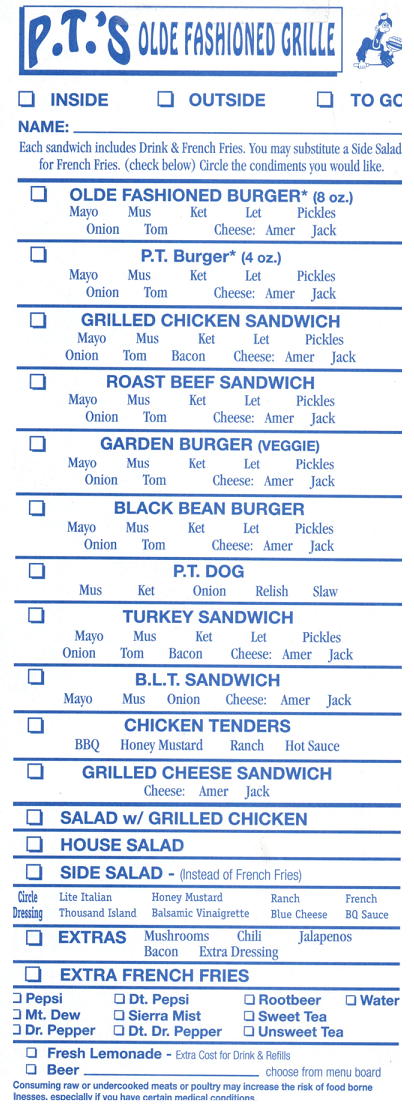 P.T.'S OLDE FASHIONED GRILLE
INSIDE OUTSIDE TO GO
NAME:
Each sandwich includes Drink & French Fries. You may substitute a Side Salad
for French Fries. (check below) Circle the condiments you would like.
OLDE FASHIONED BURGER* (8 oz.)
Mayo Mus Ket Let Pickles
Onion Tom Cheese: Amer Jack
P.T. Burger* (4 oz.)
Mayo Mus Ket Let Pickles
Onion Tom Cheese: Amer Jack
GRILLED CHICKEN SANDWICH
Mayo Mus Ket Let Pickles
Onion Tom Bacon Cheese: Amer Jack
ROAST BEEF SANDWICH
Mayo Mus Ket Let Pickles
Onion Tom Cheese: Amer Jack
GARDEN BURGER (VEGGIE)
Mayo Mus Ket Let Pickles
Onion Tom Cheese: Amer Jack
BLACK BEAN BURGER
Mayo Mus Ket Let Pickles
Onion Tom Cheese: Amer Jack
P.T. DOG
Mus Ket Onion Relish Slaw
TURKEY SANDWICH
Mayo Mus Ket Let Pickles
Onion Tom Bacon Cheese: Amer Jack
B.L.T. SANDWICH
Mayo Mus Onion Cheese: Amer Jack
CHICKEN TENDERS
BBQ Honey Mustard Ranch Hot Sauce
GRILLED CHEESE SANDWICH
Cheese: Amer Jack
SALAD w/ GRILLED CHICKEN
HOUSE SALAD
SIDE SALAD - (Instead of French Fries)
Circle Lite Italian Honey Mustard Ranch French
Dressing Thousand Island Balsamic Vinaigrette Blue Cheese BQ Sauce
EXTRAS Mushrooms Chili Jalapenos
Bacon Extra Dressing
EXTRA FRENCH FRIES
Pepsi Dt. Pepsi Rootbeer Water
Mt. Dew Sierra Mist Sweet Tea
Dr. Pepper Dt. Dr. Pepper Unsweet Tea
Fresh Lemonade - Extra Cost for Drink & Refills
Beer choose from menu board
Consuming raw or undercooked meats or poultry may increase the risk of food borne
lnesses, especially if you have certain medical conditions